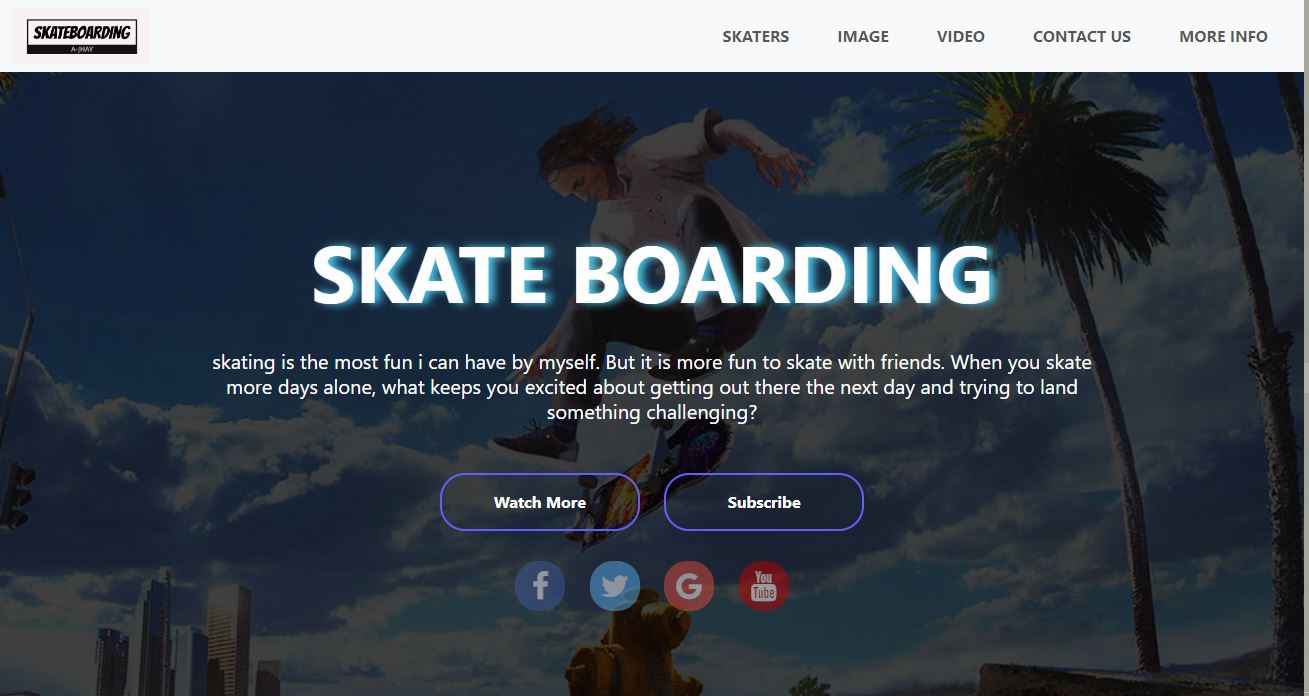 SKATEBOARDING
A-JHAY
SKATERS IMAGE VIDEO CONTACT US MORE INFO
SKATE BOARDING
skating is the most fun i can have by myself. But it is more fun to skate with friends. When you skate
more days alone, what keeps you excited about getting out there the next day and trying to land
something challenging?
Watch More Subscribe
f G You
Tube